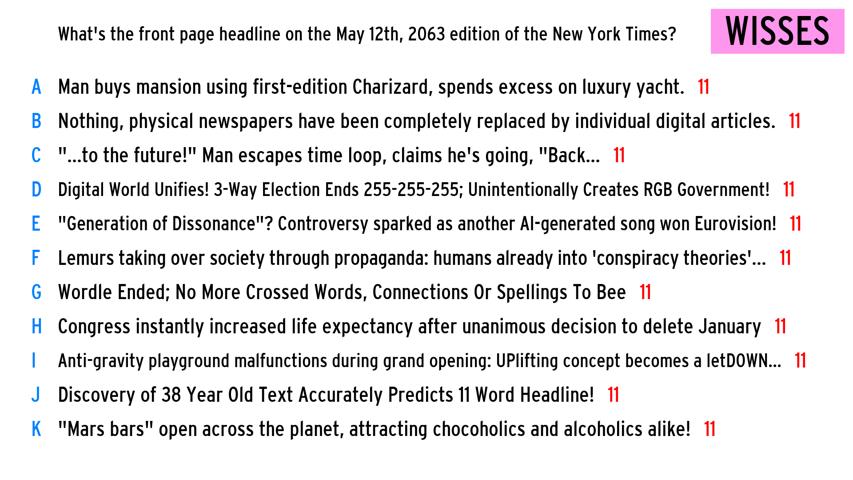 What's the front page headline on the May 12th, 2063 edition of the New York Times?
WISSES
A Man buys mansion using first-edition Charizard, spends excess on luxury yacht. 11
B Nothing, physical newspapers have been completely replaced by individual digital articles. 11
C "...to the future!" Man escapes time loop, claims he's going, "Back... 11
D Digital World Unifies! 3-Way Election Ends 255-255-255; Unintentionally Creates RGB Government! 11
E "Generation of Dissonance"? Controversy sparked as another AI-generated song won Eurovision! 11
F Lemurs taking over society through propaganda: humans already into 'conspiracy theories'... 11
G Wordle Ended; No More Crossed Words, Connections Or Spellings To Bee 11
H Congress instantly increased life expectancy after unanimous decision to delete January 11
I Anti-gravity playground malfunctions during grand opening: UPlifting concept becomes a letDOWN... 11
J Discovery of 38 Year Old Text Accurately Predicts 11 Word Headline! 11
K "Mars bars" open across the planet, attracting chocoholics and alcoholics alike! 11